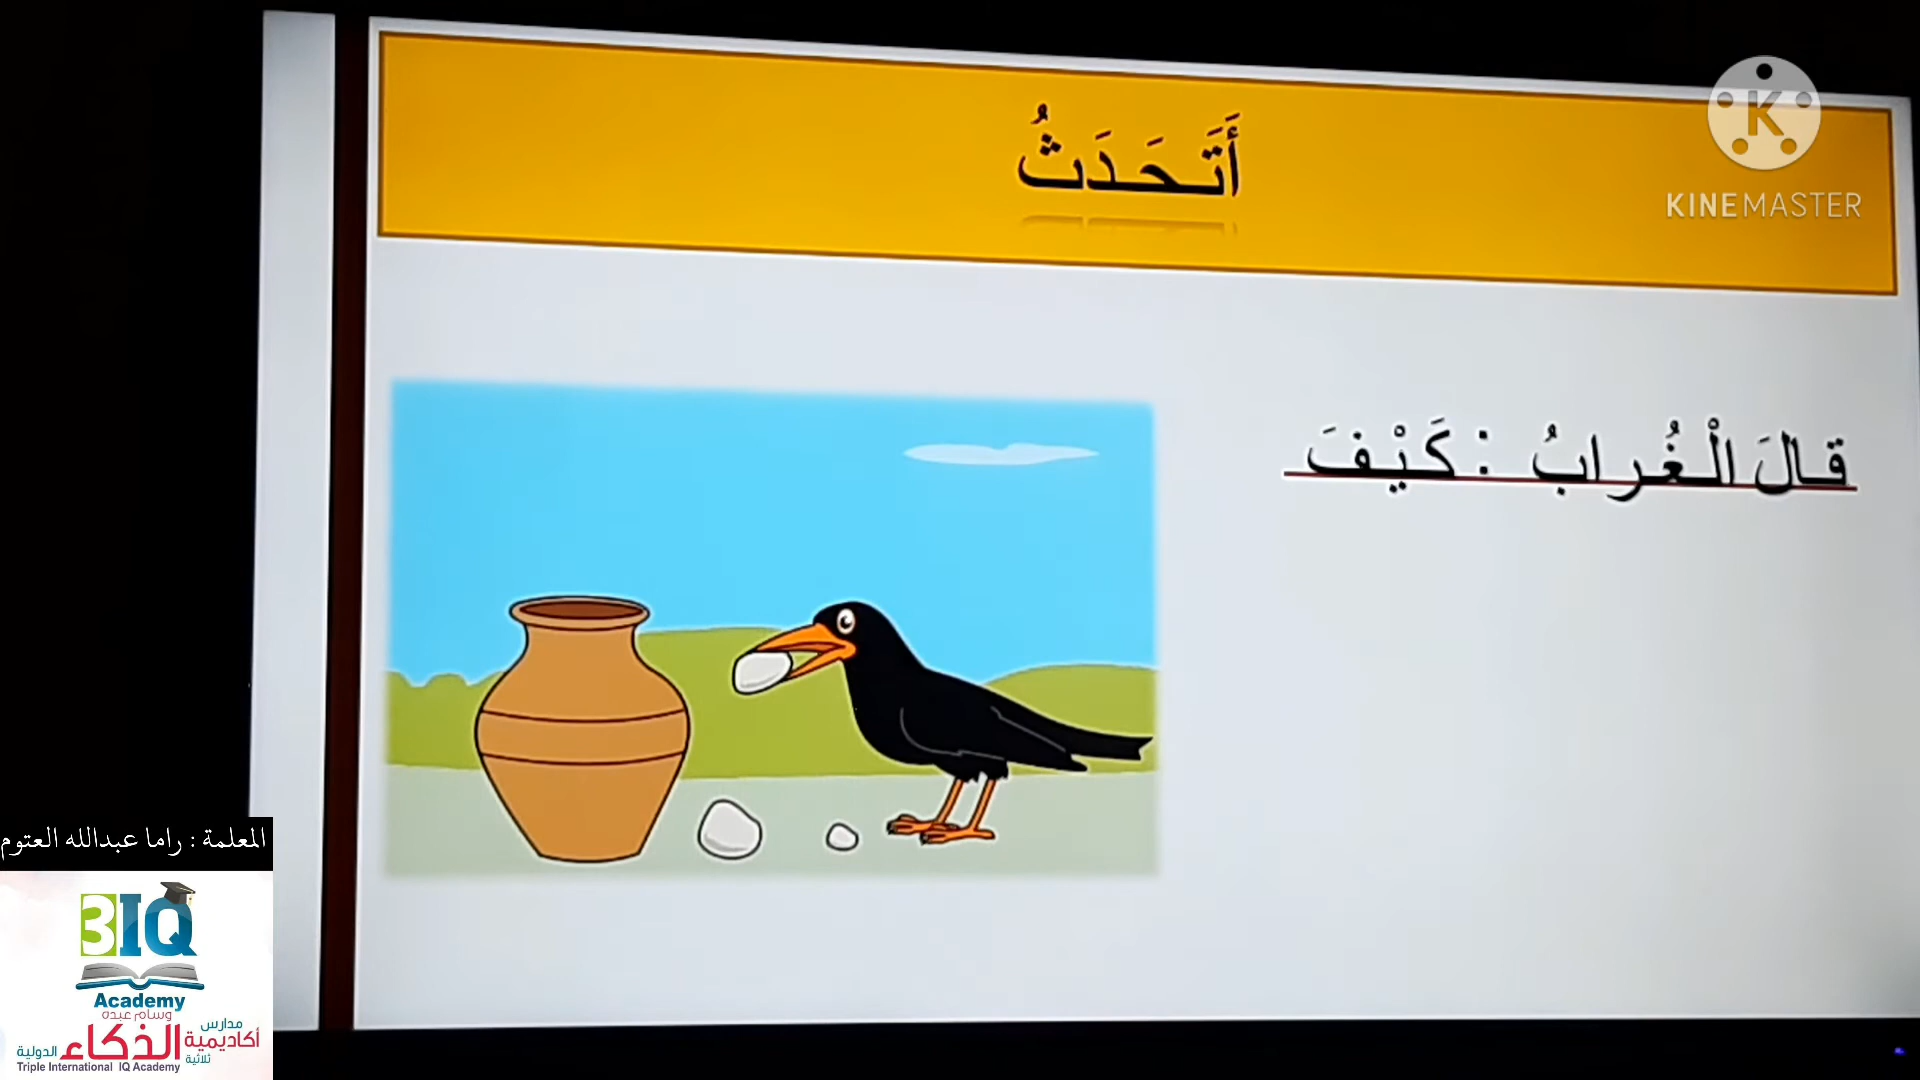 أَتَحَدَثُ
KINEMASTER
قالَ الْغُرابُ : كَيْفَ
المعلمة : راما عبدالله العتوم
3IQ
Academy
وسام عبده
مدارس
أكاديمية الذكاء الدولية
ثلاثية
Triple International IQ Academy